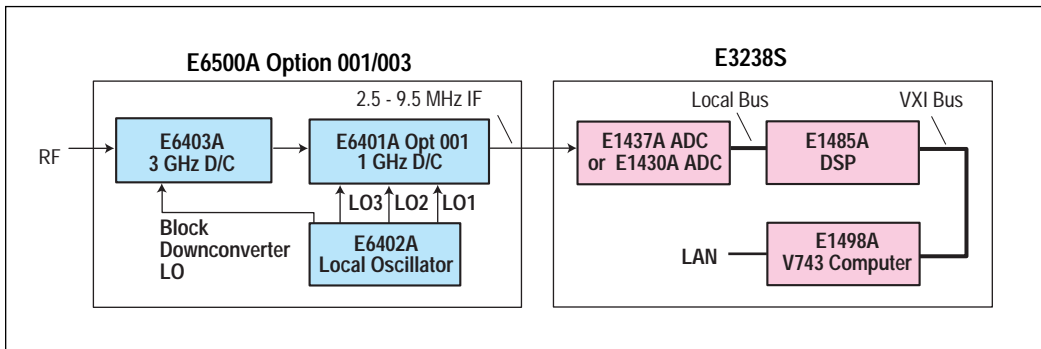 E6500A Option 001/003
E3238S
2.5 - 9.5 MHz IF
Local Bus
VXI Bus
RF
E6403A
3 GHz D/C
E6401A Opt 001
1 GHz D/C
E1437A ADC
or E1430A ADC
E1485A
DSP
LO3
LO2
LO1
Block
Downconverter
LO
E6402A
Local Oscillator
LAN
E1498A
V743 Computer